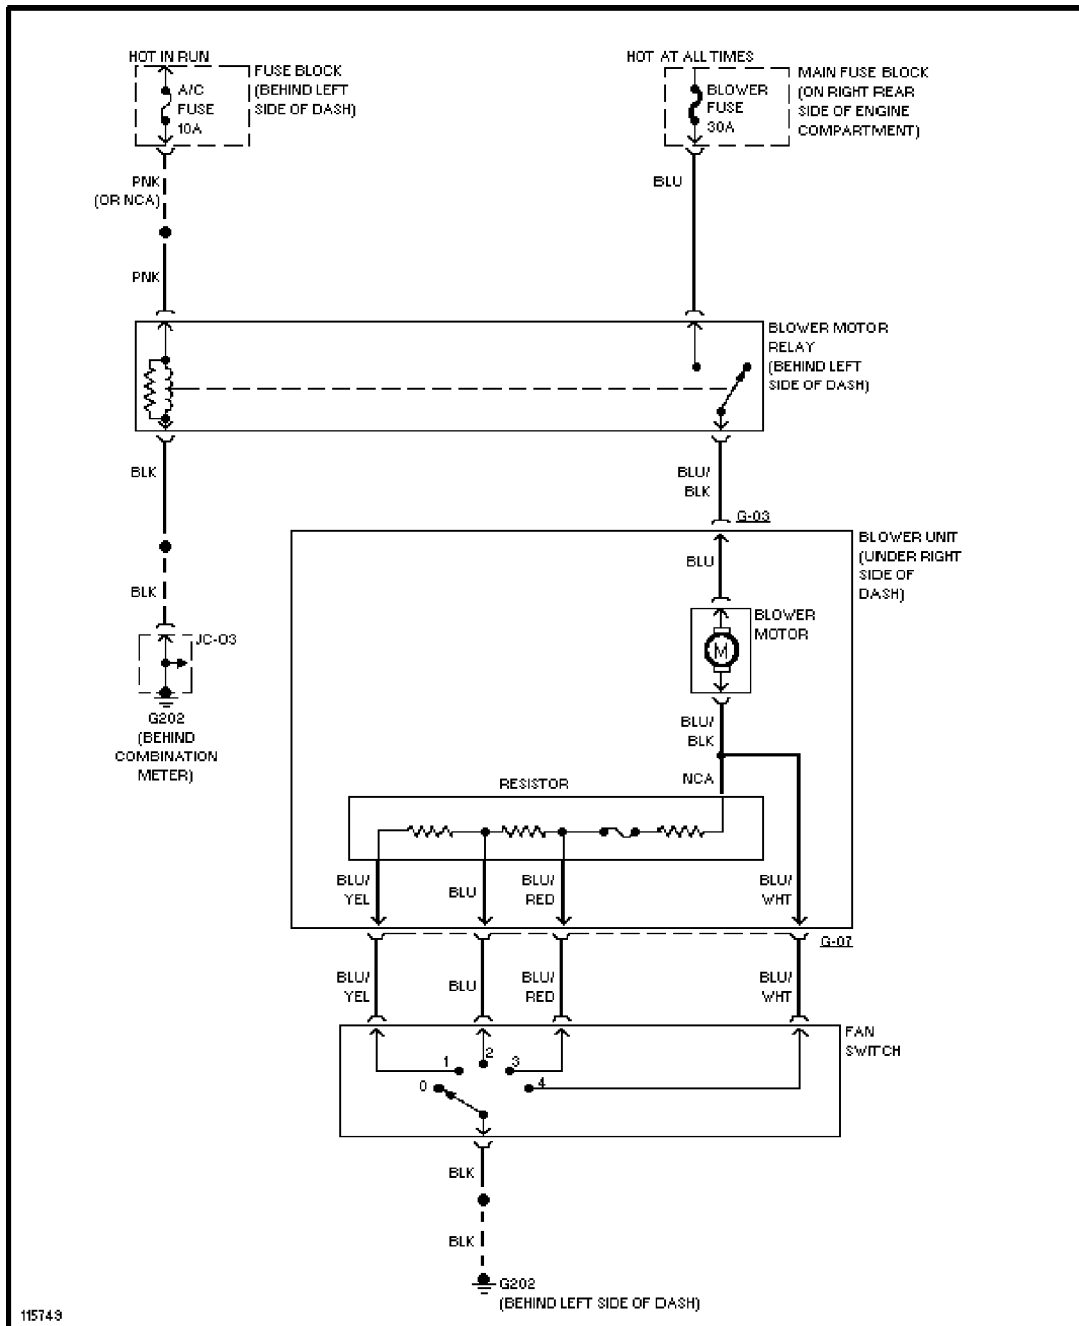 HOT IN RUN
FUSE BLOCK
(BEHIND LEFT
SIDE OF DASH)
A/C
FUSE
10A
HOT AT ALL TIMES
MAIN FUSE BLOCK
(ON RIGHT REAR
SIDE OF ENGINE
COMPARTMENT)
BLOWER
FUSE
30A
PNK
(OR NCA)
BLU
PNK
BLOWER MOTOR
RELAY
(BEHIND LEFT
SIDE OF DASH)
BLK
BLU/
BLK
G-03
BLOWER UNIT
(UNDER RIGHT
SIDE OF
DASH)
BLU
BLK
BLOWER
MOTOR
M
JC-03
G202
(BEHIND
COMBINATION
METER)
BLU/
BLK
NCA
RESISTOR
BLU/
YEL
BLU
BLU/
RED
BLU/
WHT
G-07
BLU/
YEL
BLU
BLU/
RED
BLU/
WHT
FAN
SWITCH
0
1
2
3
4
BLK
BLK
G202
(BEHIND LEFT SIDE OF DASH)
115749